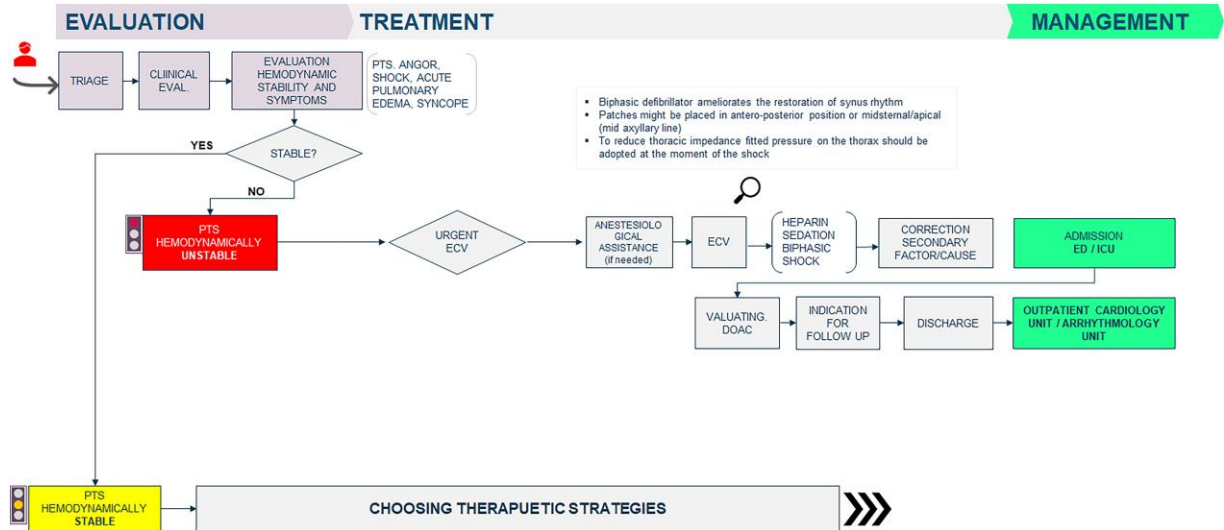 EVALUATION
TREATMENT
MANAGEMENT
TRIAGE
CLIINICAL
EVAL.
EVALUATION
HEMODYNAMIC
STABILITY AND
SYMPTOMS
PTS. ANGOR,
SHOCK, ACUTE
PULMONARY
EDEMA, SYNCOPE
▪ Biphasic defibrillator ameliorates the restoration of synus rhythm
▪ Patches might be placed in antero-posterior position or midsternal/apical
(mid axyllary line)
▪ To reduce thoracic impedance fitted pressure on the thorax should be
adopted at the moment of the shock
YES
STABLE?
NO
PTS
HEMODYNAMICALLY
UNSTABLE
URGENT
ECV
ANESTESIOLO
GICAL
ASSISTANCE
(if needed)
ECV
HEPARIN
SEDATION
BIPHASIC
SHOCK
CORRECTION
SECONDARY
FACTOR/CAUSE
ADMISSION
ED / ICU
VALUATING.
DOAC
INDICATION
FOR
FOLLOW UP
DISCHARGE
OUTPATIENT CARDIOLOGY
UNIT / ARRHYTHMOLOGY
UNIT
PTS
HEMODYNAMICALLY
STABLE
CHOOSING THERAPUETIC STRATEGIES